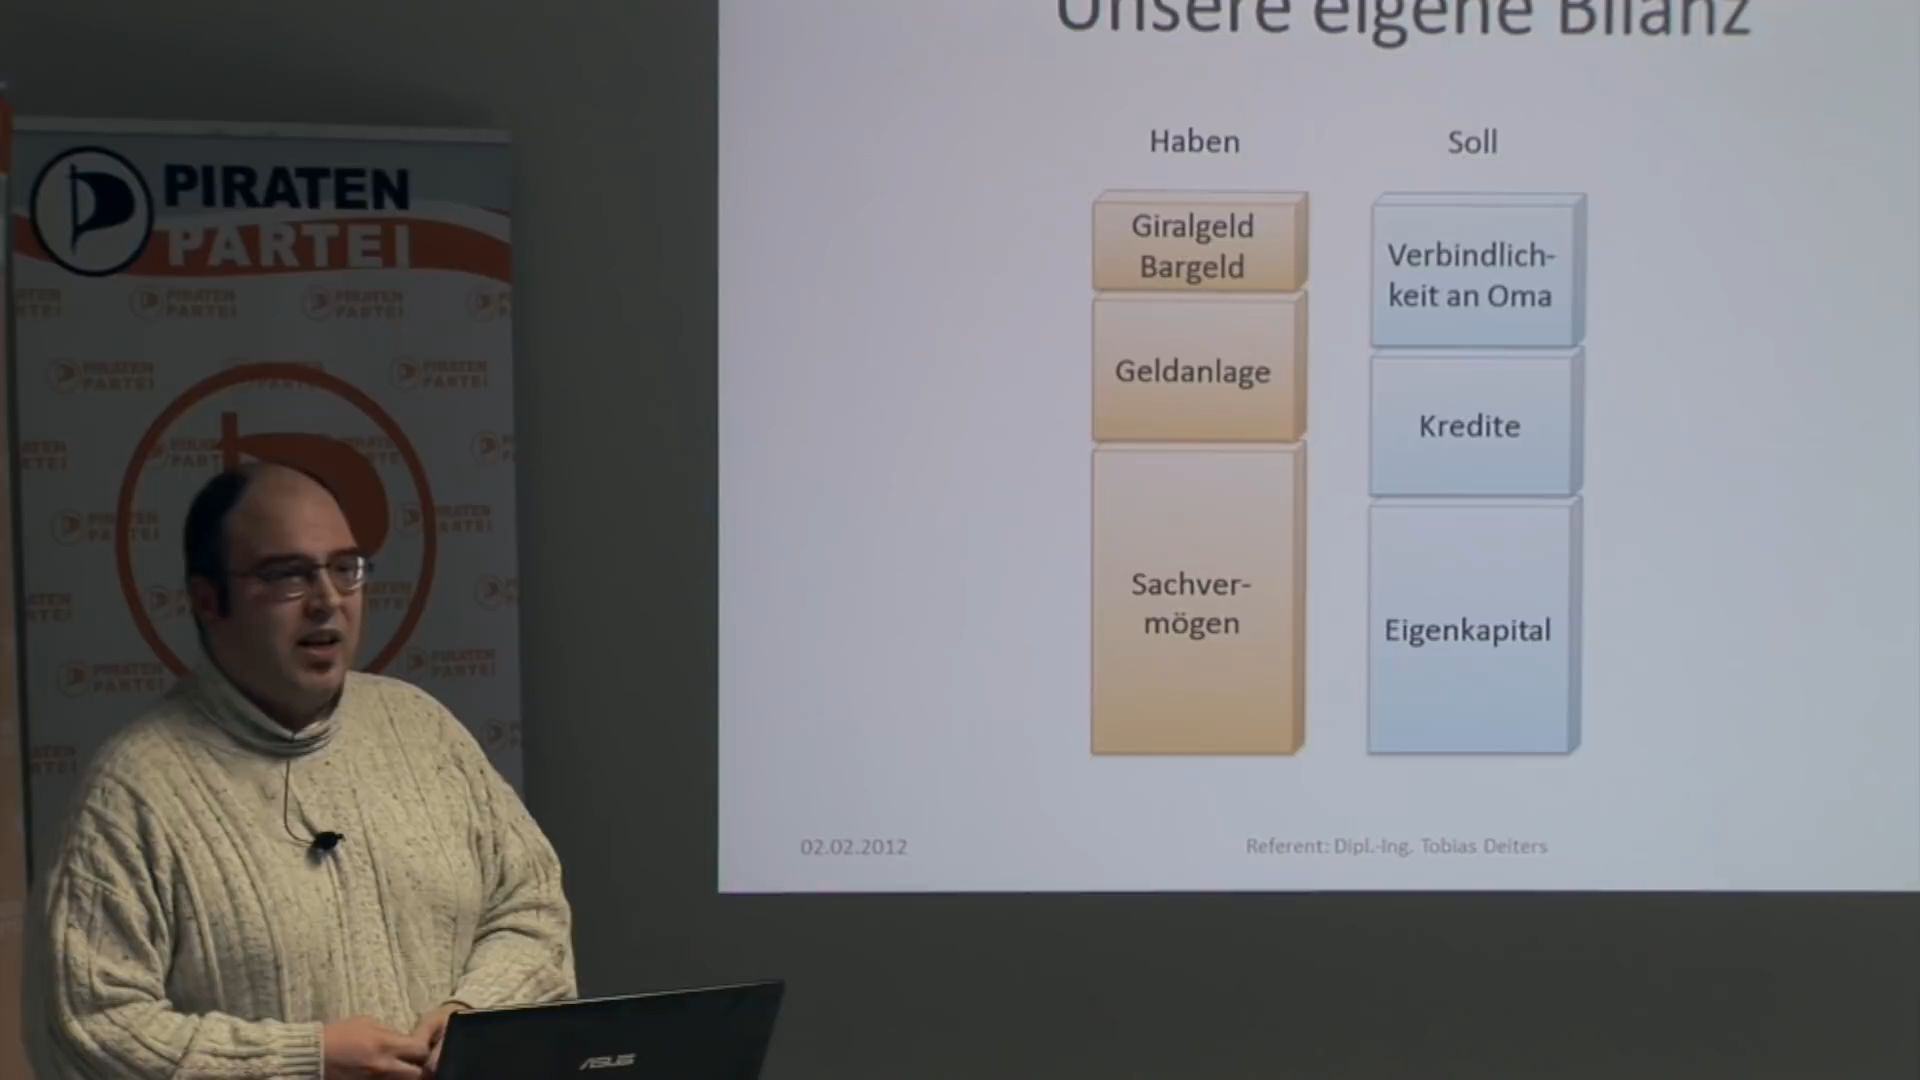 Unsere eigene Bilanz
Haben
Soll
Giralgeld
Bargeld
Geldanlage
Sachver-
mögen
Verbindlich-
keit an Oma
Kredite
Eigenkapital
02.02.2012
Referent: Dipl.-Ing. Tobias Deiters
PIRATEN
PARTEI
ASUS